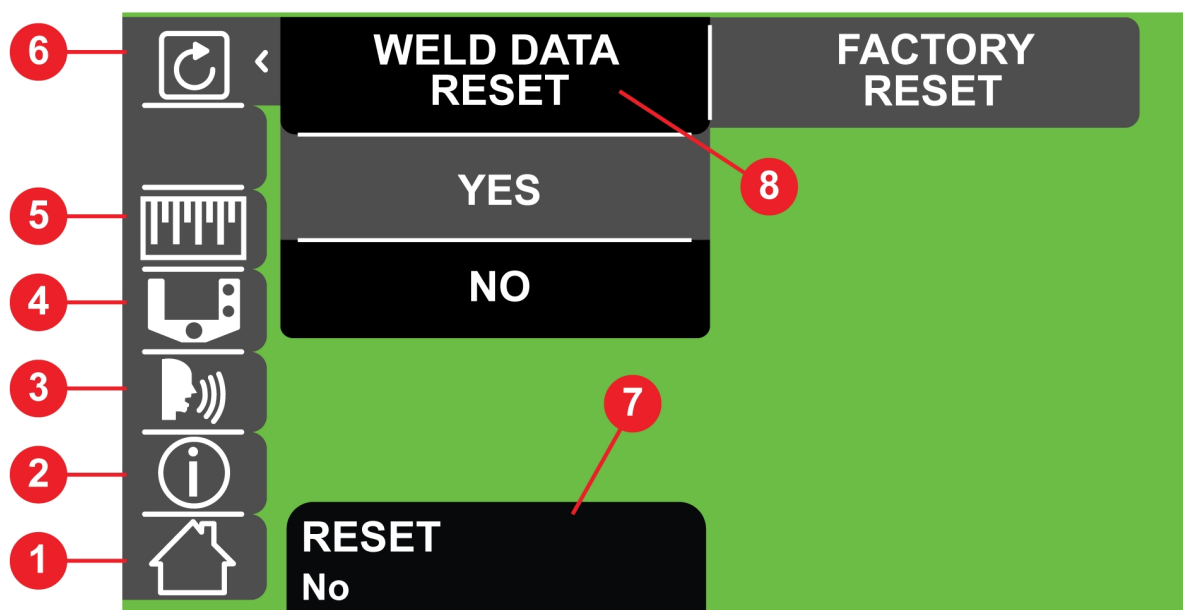 6
WELD DATA
RESET
FACTORY
RESET
YES
8
5
NO
4
3
7
2
RESET
No
1